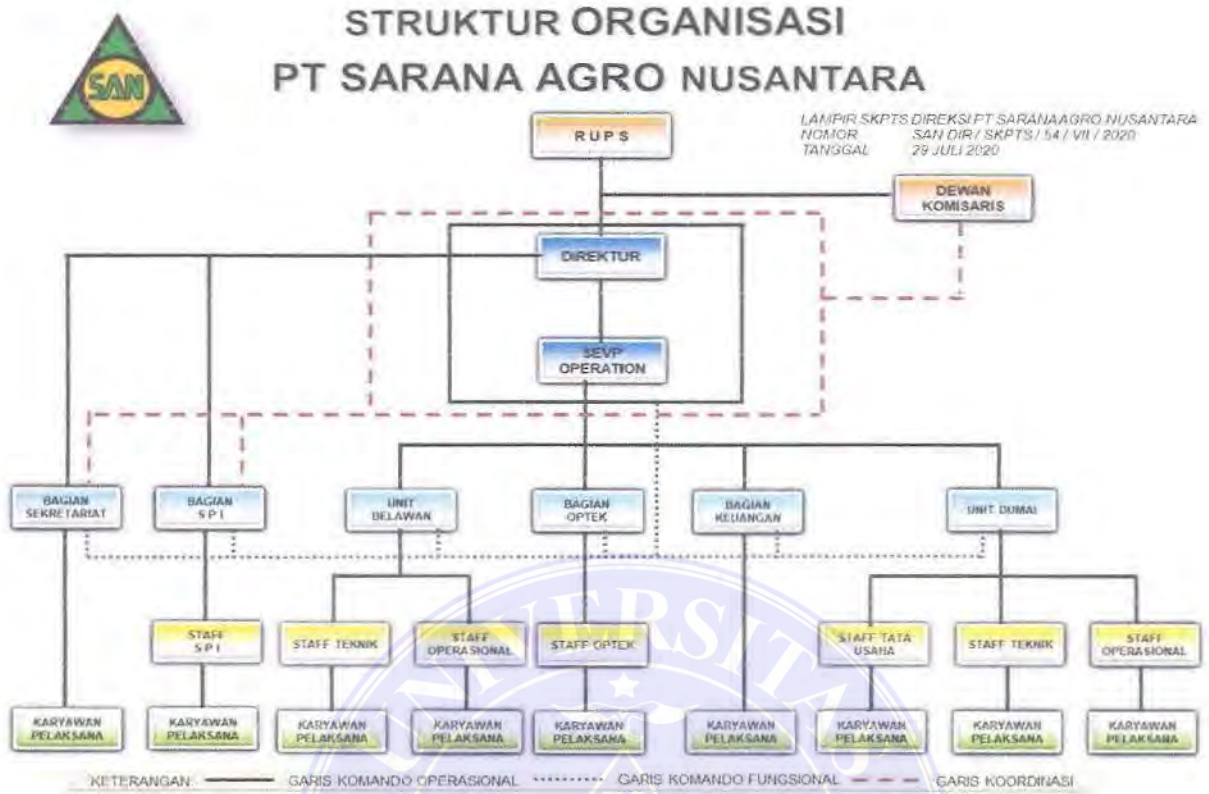 STRUKTUR ORGANISASI
PT SARANA AGRO NUSANTARA
SAN
LAMPIR SKPTS DIREKSI PT SARANA AGRO NUSANTARA
NOMOR SAN DIR / SKPTS / 54 / VII / 2020
TANGGAL 29 JULI 2020
R U P S
DEWAN
KOMISARIS
DIREKTUR
SEVP
OPERATION
BAGIAN
SEKRETARIAT
BAGIAN
S P I
UNIT
BELAWAN
BAGIAN
OPTEK
BAGIAN
KEUANGAN
UNIT DUMAI
STAFF
S P I
STAFF TEKNIK
STAFF
OPERASIONAL
STAFF OPTEK
STAFF TATA
USAHA
STAFF TEKNIK
STAFF
OPERASIONAL
KARYAWAN
PELAKSANA
KARYAWAN
PELAKSANA
KARYAWAN
PELAKSANA
KARYAWAN
PELAKSANA
KARYAWAN
PELAKSANA
KARYAWAN
PELAKSANA
KARYAWAN
PELAKSANA
KARYAWAN
PELAKSANA
KARYAWAN
PELAKSANA
UNIVERSITAS
KETERANGAN GARIS KOMANDO OPERASIONAL GARIS KOMANDO FUNGSIONAL GARIS KOORDINASI